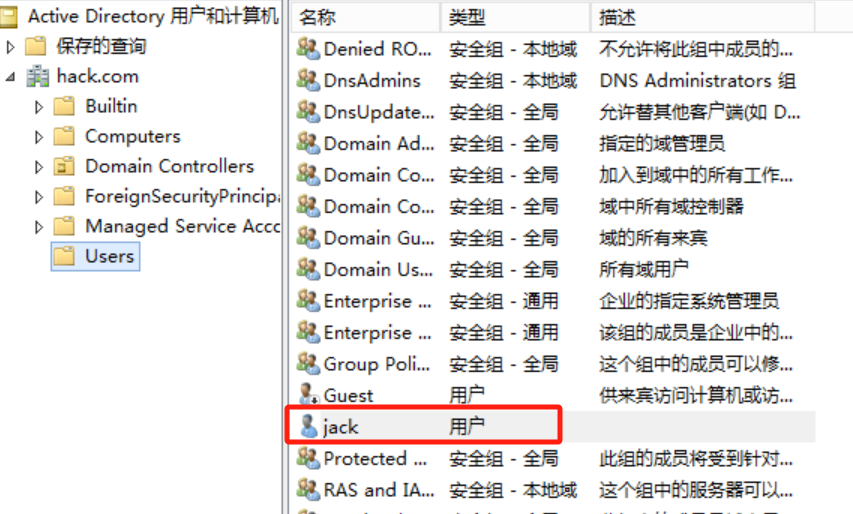 Active Directory 用户和计算机
保存的查询
hack.com
Builtin
Computers
Domain Controllers
ForeignSecurityPrincipa
Managed Service Acc
Users
名称 类型 描述
Denied RO... 安全组 - 本地域 不允许将此组中成员的...
DnsAdmins 安全组 - 本地域 DNS Administrators 组
DnsUpdate... 安全组 - 全局 允许替其他客户端(如 D...
Domain Ad... 安全组 - 全局 指定的域管理员
Domain Co... 安全组 - 全局 加入到域中的所有工作...
Domain Co... 安全组 - 全局 域中所有域控制器
Domain Gu... 安全组 - 全局 域的所有来宾
Domain Us... 安全组 - 全局 所有域用户
Enterprise ... 安全组 - 通用 企业的指定系统管理员
Enterprise ... 安全组 - 通用 该组的成员是企业中的...
Group Poli... 安全组 - 全局 这个组中的成员可以修...
Guest 用户 供来宾访问计算机或访...
jack 用户
Protected ... 安全组 - 全局 此组的成员将受到针对...
RAS and IA... 安全组 - 本地域 这个组中的服务器可以...